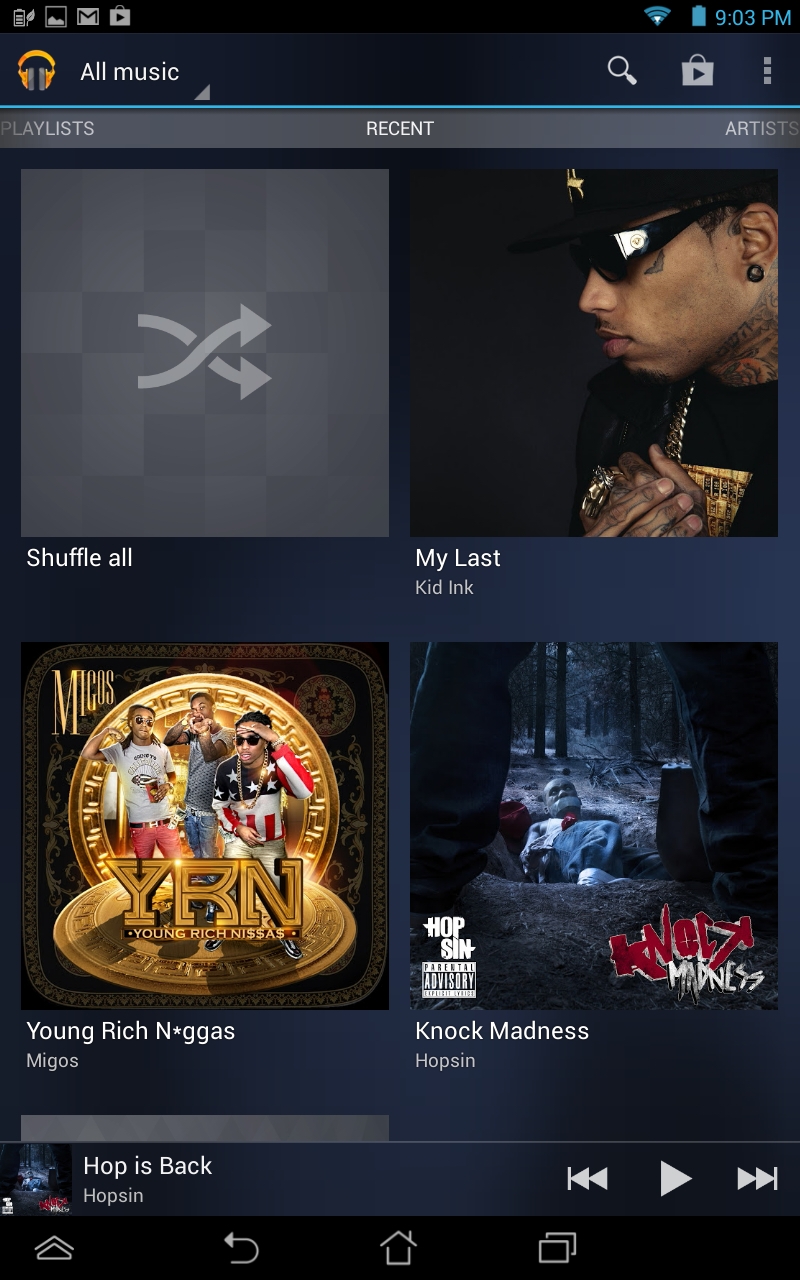 9:03 PM
All music
PLAYLISTS
RECENT
ARTISTS
Shuffle all
My Last
Kid Ink
MIGOS
YRN
YOUNG RICH NI$$A$
HOP
SIN
PARENTAL
ADVISORY
EXPLICIT LYRICS
KNOCK
MADNESS
Young Rich N*ggas
Migos
Knock Madness
Hopsin
Hop is Back
Hopsin